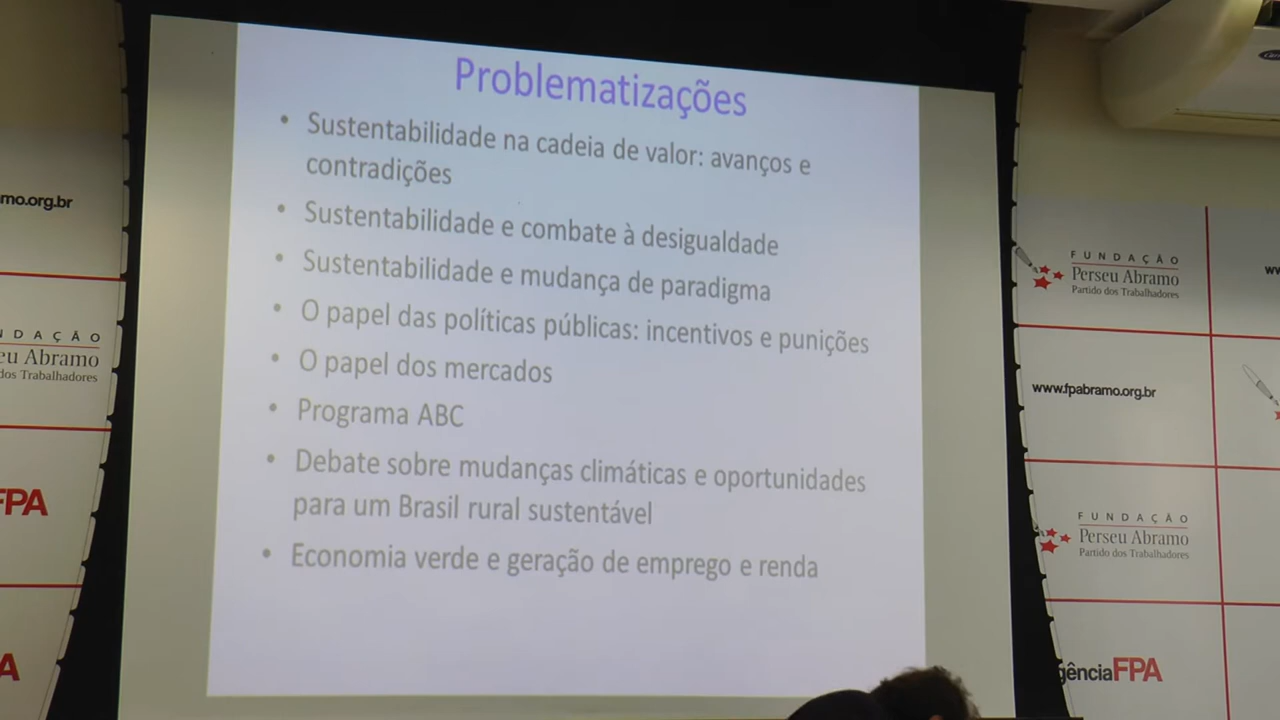 Problematizações
• Sustentabilidade na cadeia de valor: avanços e
contradições
• Sustentabilidade e combate à desigualdade
• Sustentabilidade e mudança de paradigma
• O papel das políticas públicas: incentivos e punições
• O papel dos mercados
• Programa ABC
• Debate sobre mudanças climáticas e oportunidades
para um Brasil rural sustentável
• Economia verde e geração de emprego e renda
mo.org.br
NDAÇÃO
eu Abramo
dos Trabalhadores
FPA
A
FUNDAÇÃO
Perseu Abramo
Partido dos Trabalhadores
www.fpabramo.org.br
FUNDAÇÃO
Perseu Abramo
Partido dos Trabalhadores
gênciaFPA